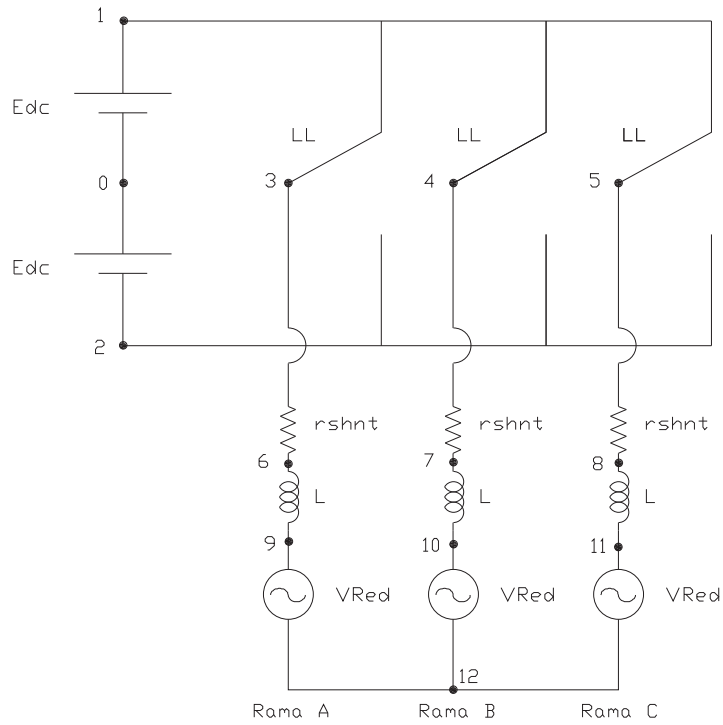 1
Edc
LL LL LL
0 3 4 5
Edc
2
rshnt rshnt rshnt
6 7 8
L L L
9 10 11
VRed VRed VRed
12
Rama A Rama B Rama C